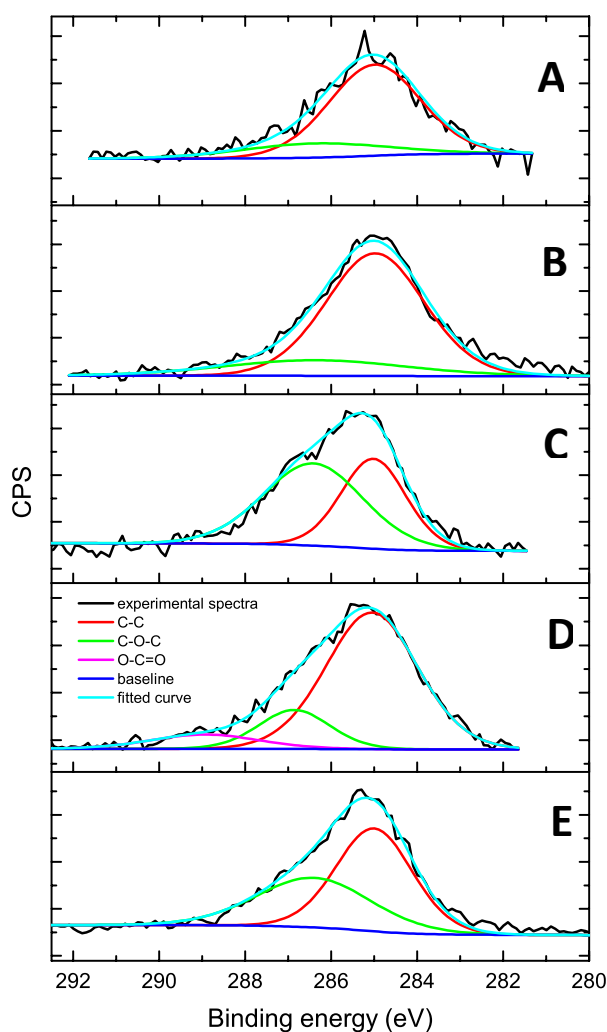 A
B
C
CPS
experimental spectra
C-C
C-O-C
O-C=O
baseline
fitted curve
D
E
292 290 288 286 284 282 280
Binding energy (eV)